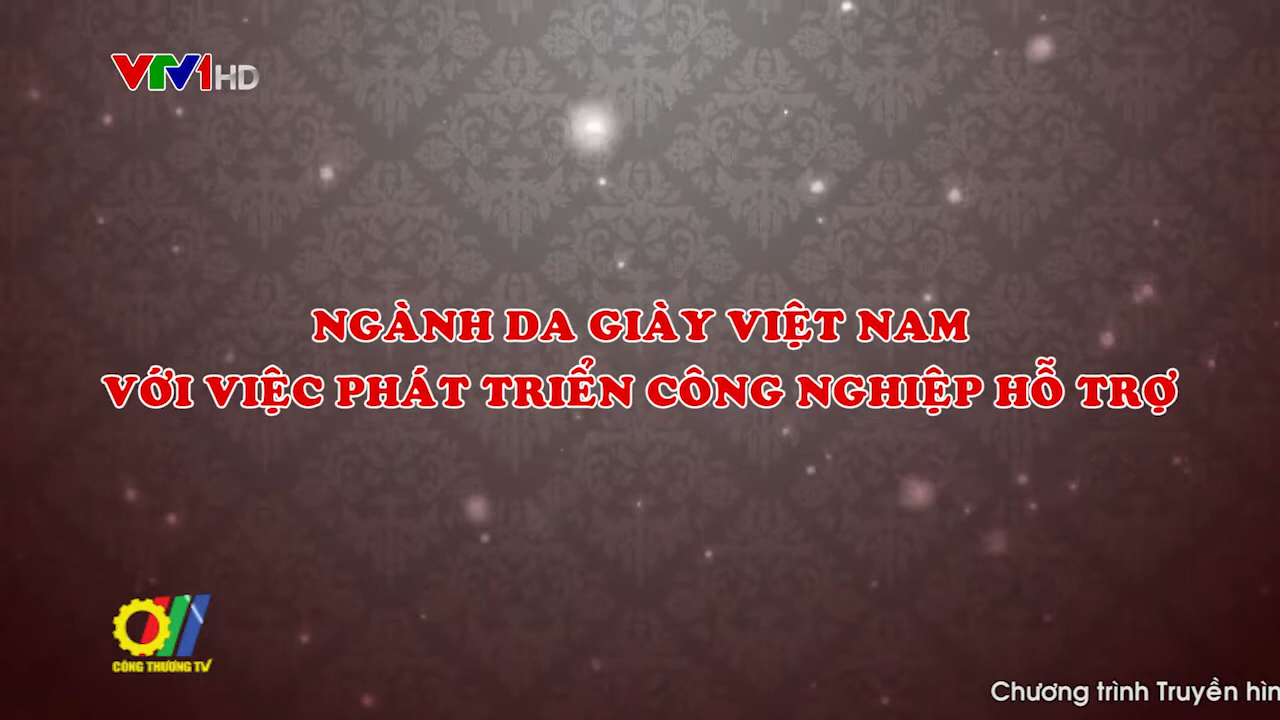 VTV1HD
NGÀNH DA GIÀY VIỆT NAM
VỚI VIỆC PHÁT TRIỂN CÔNG NGHIỆP HỖ TRỢ
CÔNG THƯƠNG TV
Chương trình Truyền hìn